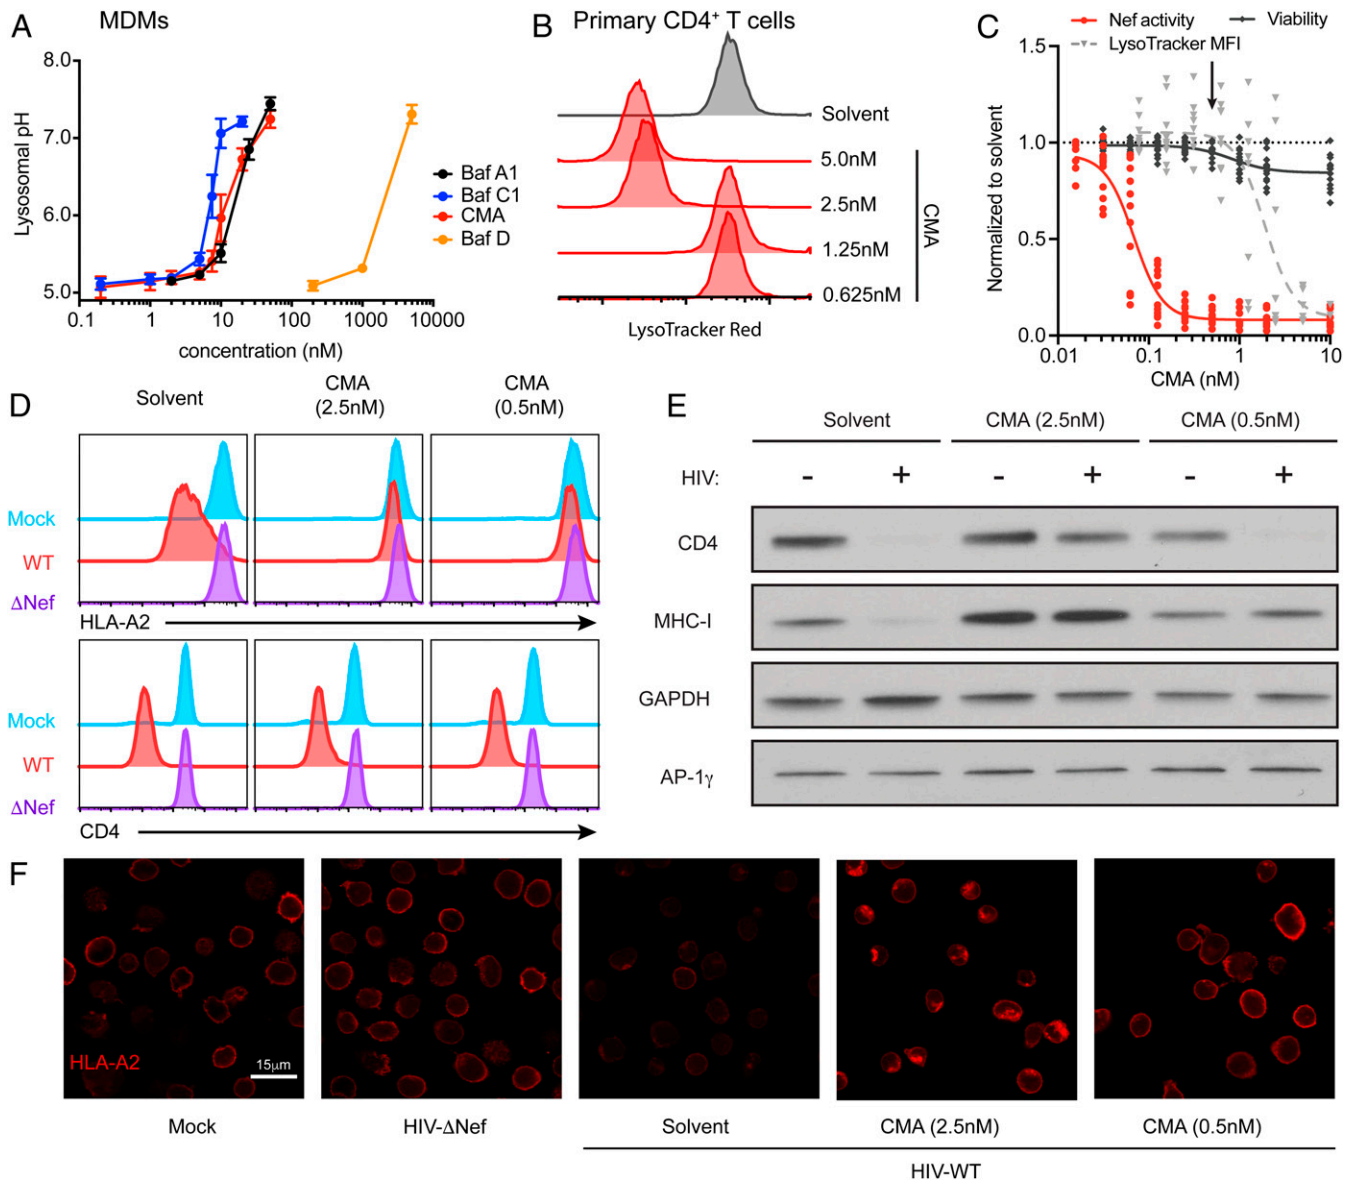 A MDMs
8.0
7.0
6.0
5.0
Lysosomal pH
0.1 1 10 100 1000 10000
concentration (nM)
Baf A1
Baf C1
CMA
Baf D
B Primary CD4⁺ T cells
Solvent
5.0nM
2.5nM
1.25nM
0.625nM
CMA
LysoTracker Red
C
Nef activity
Viability
LysoTracker MFI
1.5
1.0
0.5
0.0
Normalized to solvent
0.01 0.1 1 10
CMA (nM)
D
Solvent
CMA
(2.5nM)
CMA
(0.5nM)
Mock
WT
ΔNef
HLA-A2
Mock
WT
ΔNef
CD4
E
Solvent CMA (2.5nM) CMA (0.5nM)
HIV: - + - + - +
CD4
MHC-I
GAPDH
AP-1γ
F
HLA-A2
15μm
Mock HIV-ΔNef Solvent CMA (2.5nM) CMA (0.5nM)
HIV-WT